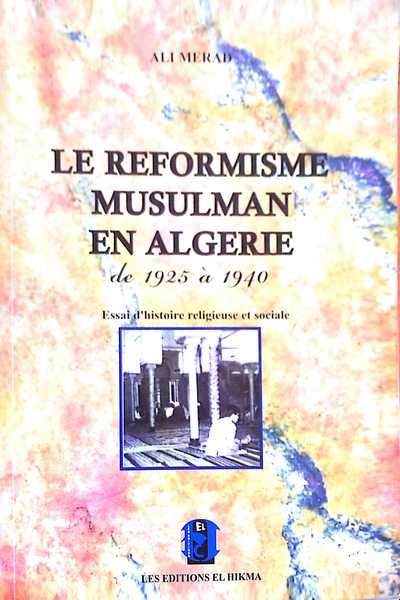 ALI MERAD
LE REFORMISME
MUSULMAN
EN ALGERIE
de 1925 à 1940
Essai d'histoire religieuse et sociale
EL
LES EDITIONS EL HIKMA